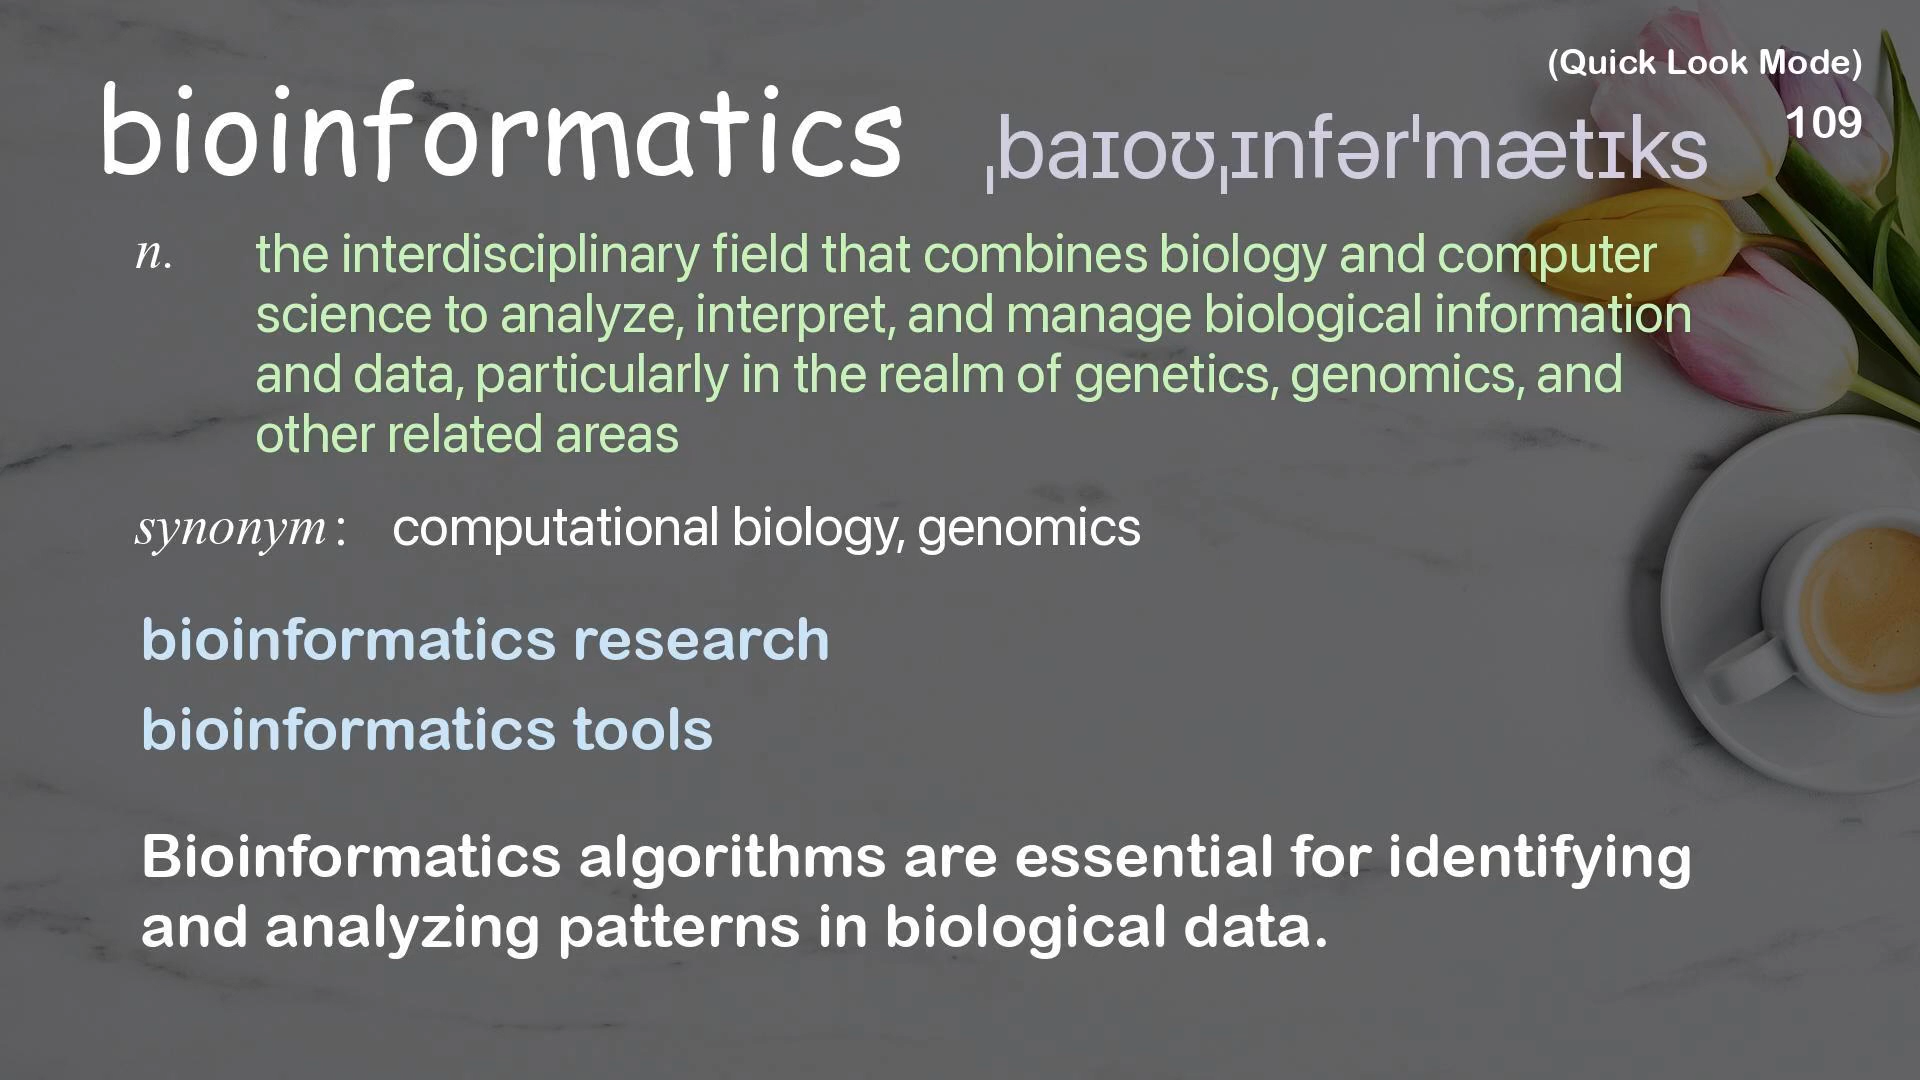 (Quick Look Mode)
bioinformatics ˌbaɪoʊˌɪnfərˈmætɪks 109
n. the interdisciplinary field that combines biology and computer
science to analyze, interpret, and manage biological information
and data, particularly in the realm of genetics, genomics, and
other related areas
synonym: computational biology, genomics
bioinformatics research
bioinformatics tools
Bioinformatics algorithms are essential for identifying
and analyzing patterns in biological data.